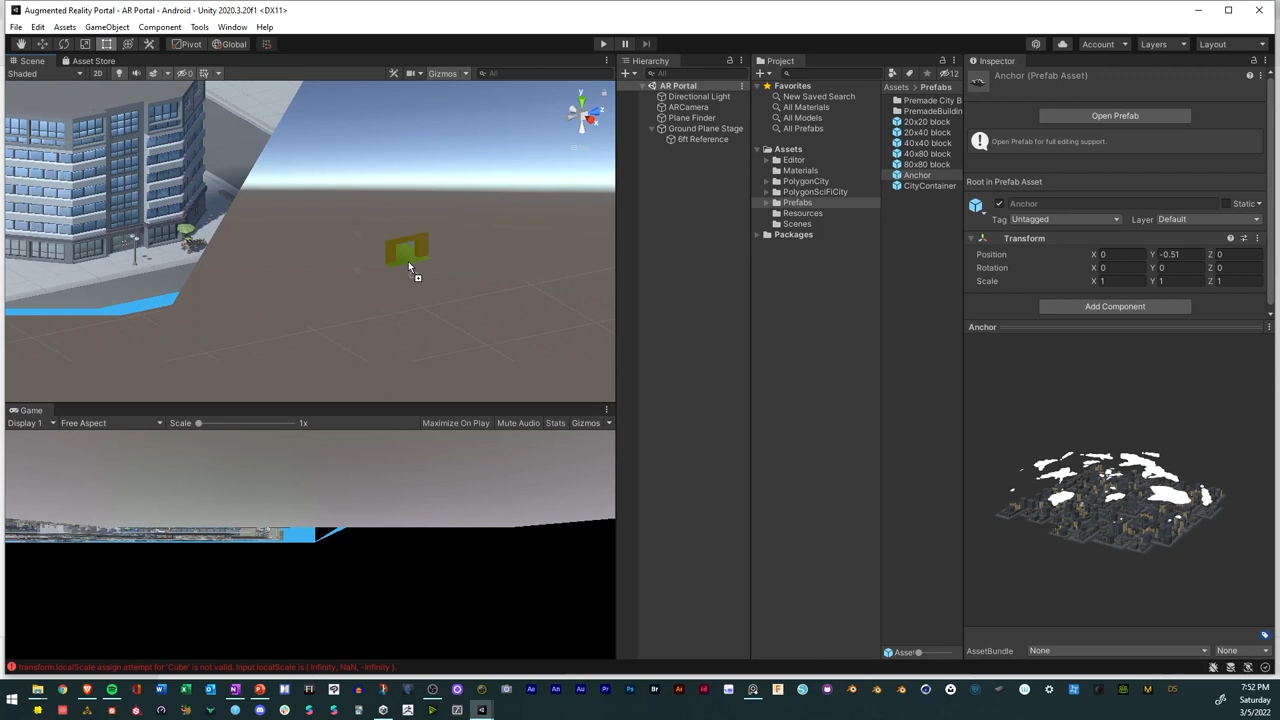 Augmented Reality Portal - AR Portal - Android - Unity 2020.3.20f1 <DX11>
File Edit Assets GameObject Component Tools Window Help
Pivot Global Account Layers Layout
Scene Asset Store
Shaded 2D 0 Gizmos All
y
z
x
Game
Display 1 Free Aspect Scale 1x Maximize On Play Mute Audio Stats Gizmos
Hierarchy
All
AR Portal
Directional Light
ARCamera
Plane Finder
Ground Plane Stage
6ft Reference
Project
12
Favorites
New Saved Search
All Materials
All Models
All Prefabs
Assets
Editor
Materials
PolygonCity
PolygonSciFiCity
Prefabs
Resources
Scenes
Packages
Assets Prefabs
Premade City B
PremadeBuildin
20x20 block
20x40 block
40x40 block
40x80 block
80x80 block
Anchor
CityContainer
Asset
Inspector
Anchor (Prefab Asset)
Open Prefab
Open Prefab for full editing support.
Root in Prefab Asset
Anchor Static
Tag Untagged Layer Default
Transform
Position X 0 Y -0.51 Z 0
Rotation X 0 Y 0 Z 0
Scale X 1 Y 1 Z 1
Add Component
Anchor
AssetBundle None None
transform.localScale assign attempt for 'Cube' is not valid. Input localScale is { Infinity, NaN, -Infinity }.
7:52 PM
Saturday
3/5/2022